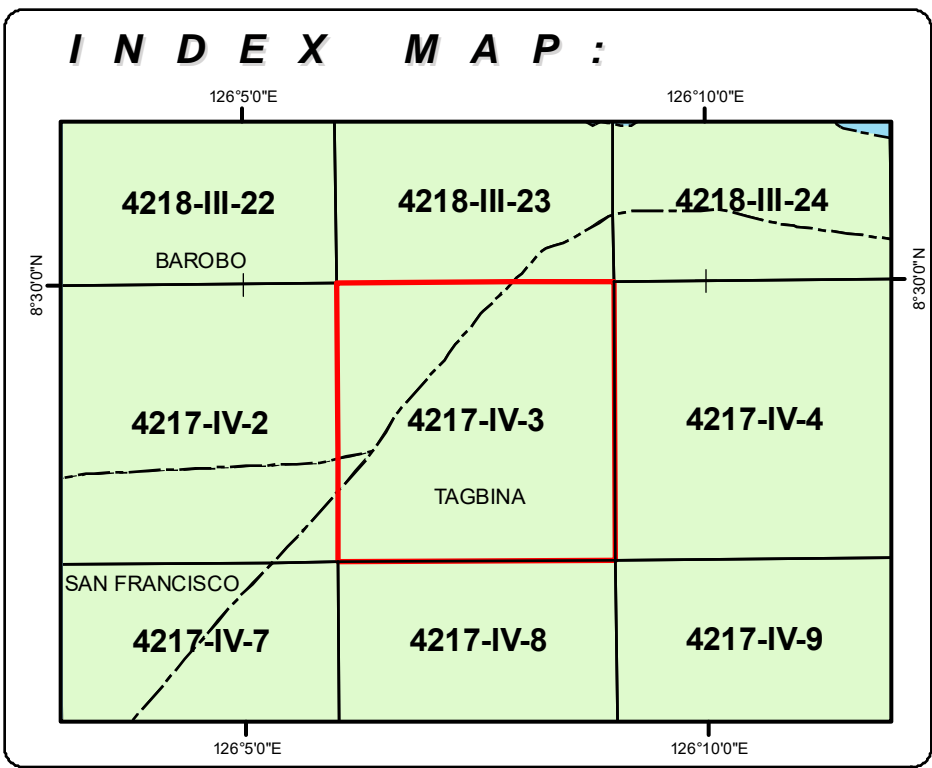 INDEX MAP:
126°5'0"E 126°10'0"E
4218-III-22 4218-III-23 4218-III-24
BAROBO
8°30'0"N 8°30'0"N
4217-IV-2 4217-IV-3 4217-IV-4
TAGBINA
SAN FRANCISCO
4217-IV-7 4217-IV-8 4217-IV-9
126°5'0"E 126°10'0"E